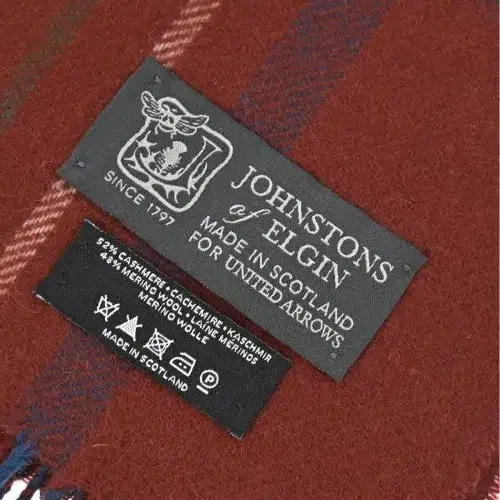 SINCE 1797
JOHNSTONS
of ELGIN
MADE IN SCOTLAND
FOR UNITED ARROWS
52% CASHMERE • CACHEMIRE • KASCHMIR
48% MERINO WOOL • LAINE MERINOS
MERINO WOLLE
P
MADE IN SCOTLAND